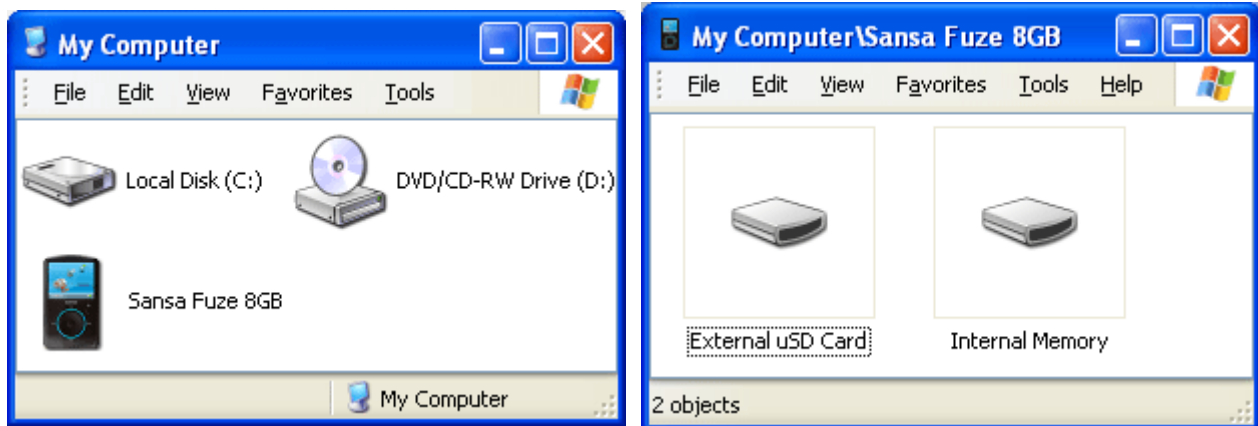 My Computer
File Edit View Favorites Tools
Local Disk (C:) DVD/CD-RW Drive (D:)
Sansa Fuze 8GB
My Computer
My Computer\Sansa Fuze 8GB
File Edit View Favorites Tools Help
External uSD Card Internal Memory
2 objects